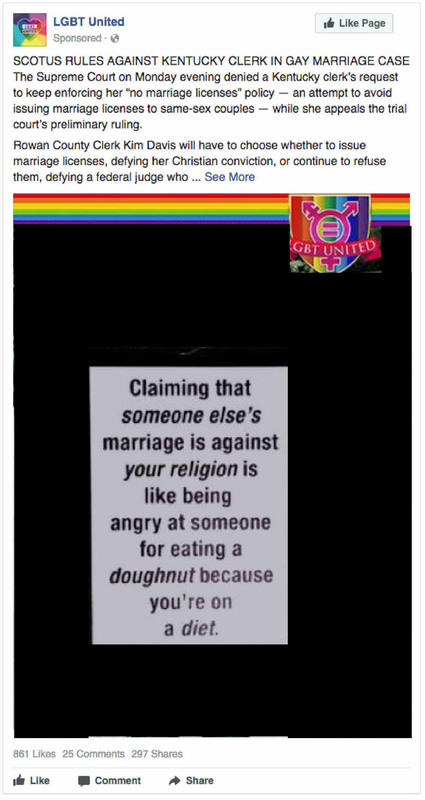 LGBT United
Sponsored ·
Like Page
SCOTUS RULES AGAINST KENTUCKY CLERK IN GAY MARRIAGE CASE
The Supreme Court on Monday evening denied a Kentucky clerk's request
to keep enforcing her “no marriage licenses” policy — an attempt to avoid
issuing marriage licenses to same-sex couples — while she appeals the trial
court's preliminary ruling.
Rowan County Clerk Kim Davis will have to choose whether to issue
marriage licenses, defying her Christian conviction, or continue to refuse
them, defying a federal judge who ... See More
LGBT UNITED
Claiming that
someone else's
marriage is against
your religion is
like being
angry at someone
for eating a
doughnut because
you're on
a diet.
861 Likes 25 Comments 297 Shares
Like Comment Share